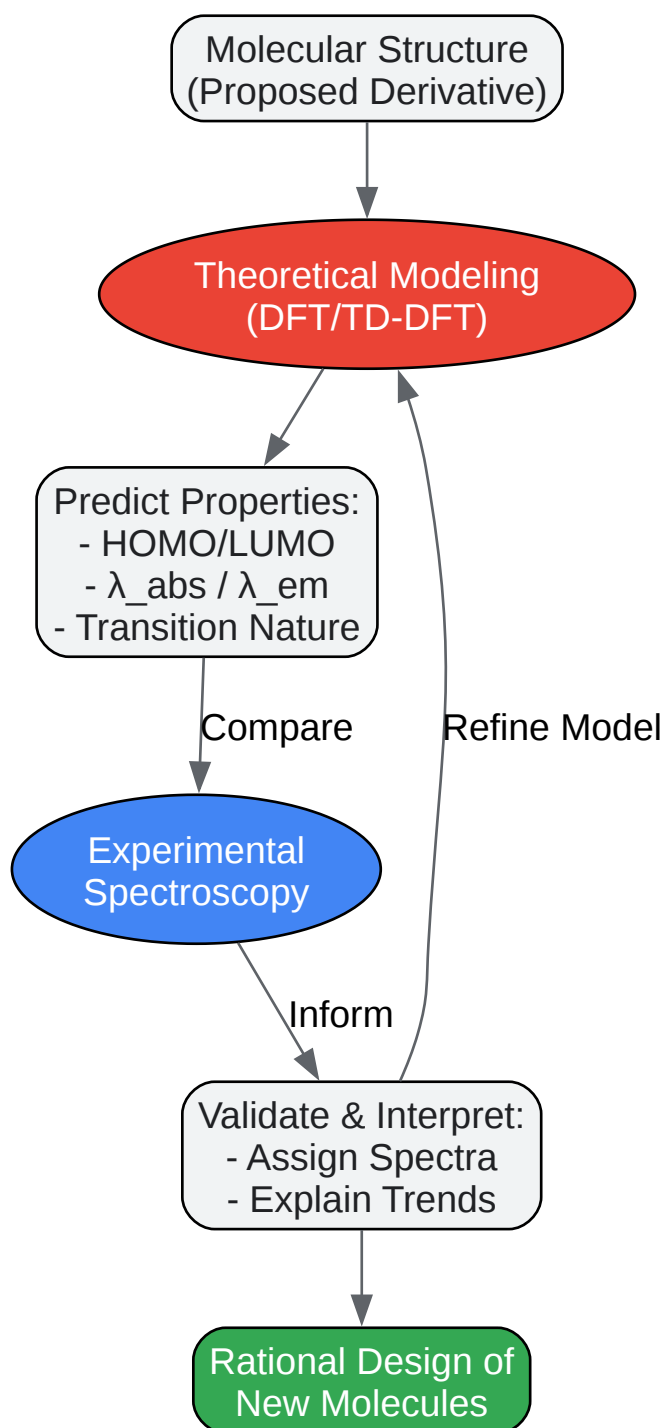 Molecular Structure
(Proposed Derivative)
Theoretical Modeling
(DFT/TD-DFT)
Predict Properties:
- HOMO/LUMO
- λ_abs / λ_em
- Transition Nature
Compare
Refine Model
Experimental
Spectroscopy
Inform
Validate & Interpret:
- Assign Spectra
- Explain Trends
Rational Design of
New Molecules